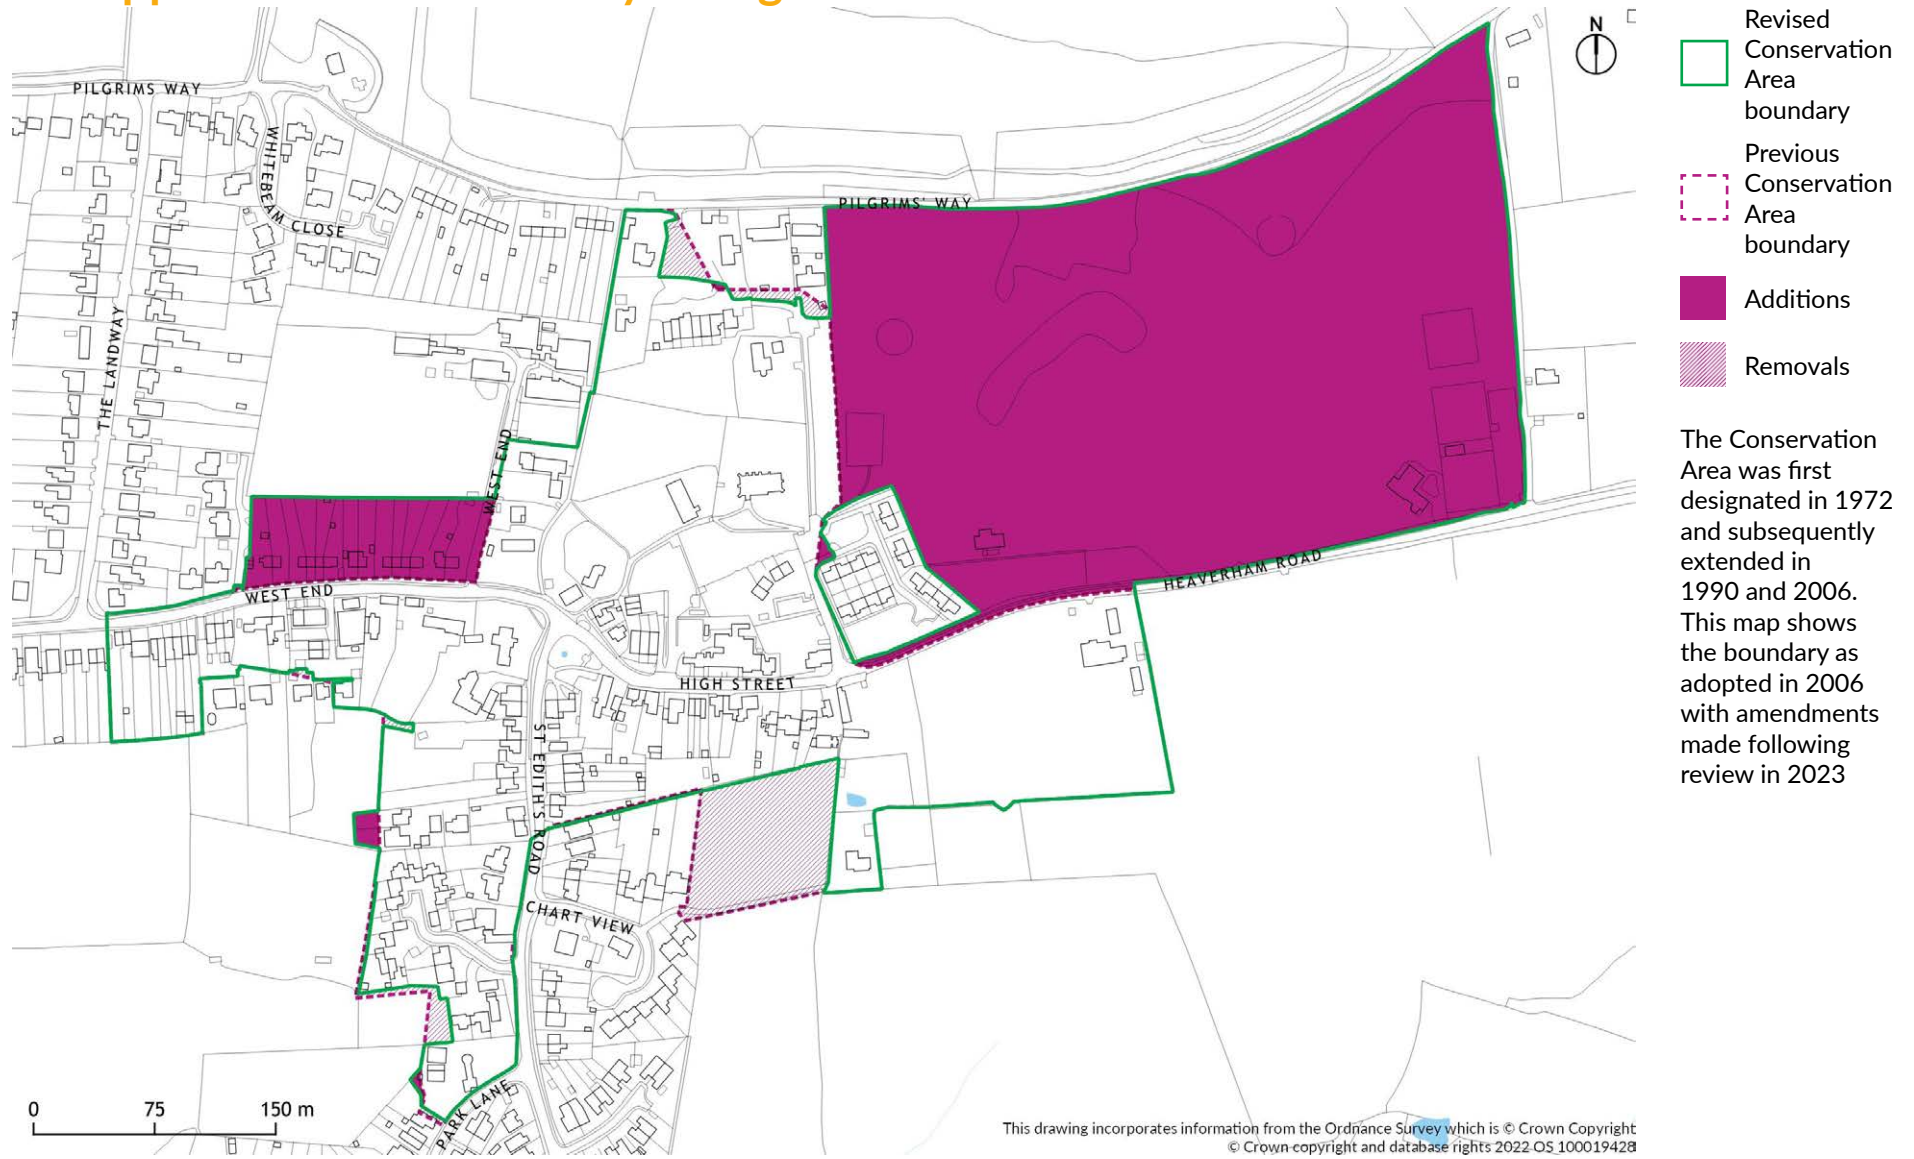 N
PILGRIMS WAY
WHITEBEAM CLOSE
PILGRIMS' WAY
THE LANDWAY
WEST END
WEST END
HEAVERHAM ROAD
HIGH STREET
ST EDITH'S ROAD
CHART VIEW
PARK LANE
0 75 150 m
This drawing incorporates information from the Ordnance Survey which is © Crown Copyright
© Crown copyright and database rights 2022 OS 100019428
Revised
Conservation
Area
boundary
Previous
Conservation
Area
boundary
Additions
Removals
The Conservation
Area was first
designated in 1972
and subsequently
extended in
1990 and 2006.
This map shows
the boundary as
adopted in 2006
with amendments
made following
review in 2023